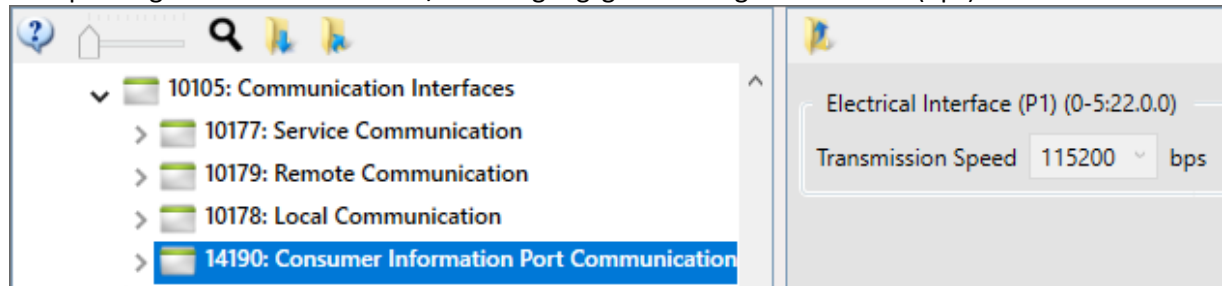 10105: Communication Interfaces
10177: Service Communication
10179: Remote Communication
10178: Local Communication
14190: Consumer Information Port Communication
Electrical Interface (P1) (0-5:22.0.0)
Transmission Speed 115200 bps